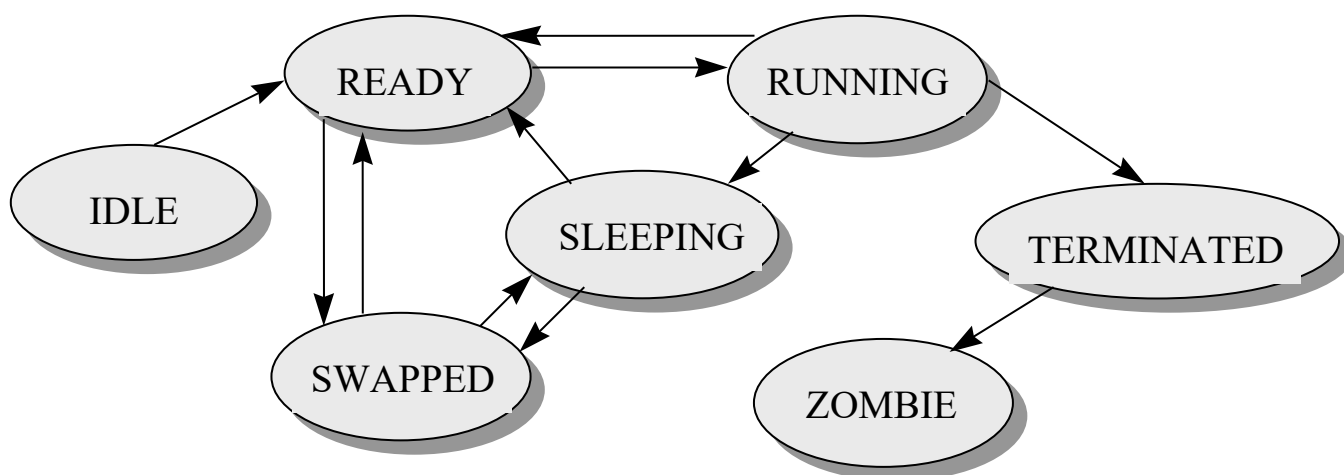 READY
RUNNING
IDLE
SLEEPING
TERMINATED
SWAPPED
ZOMBIE